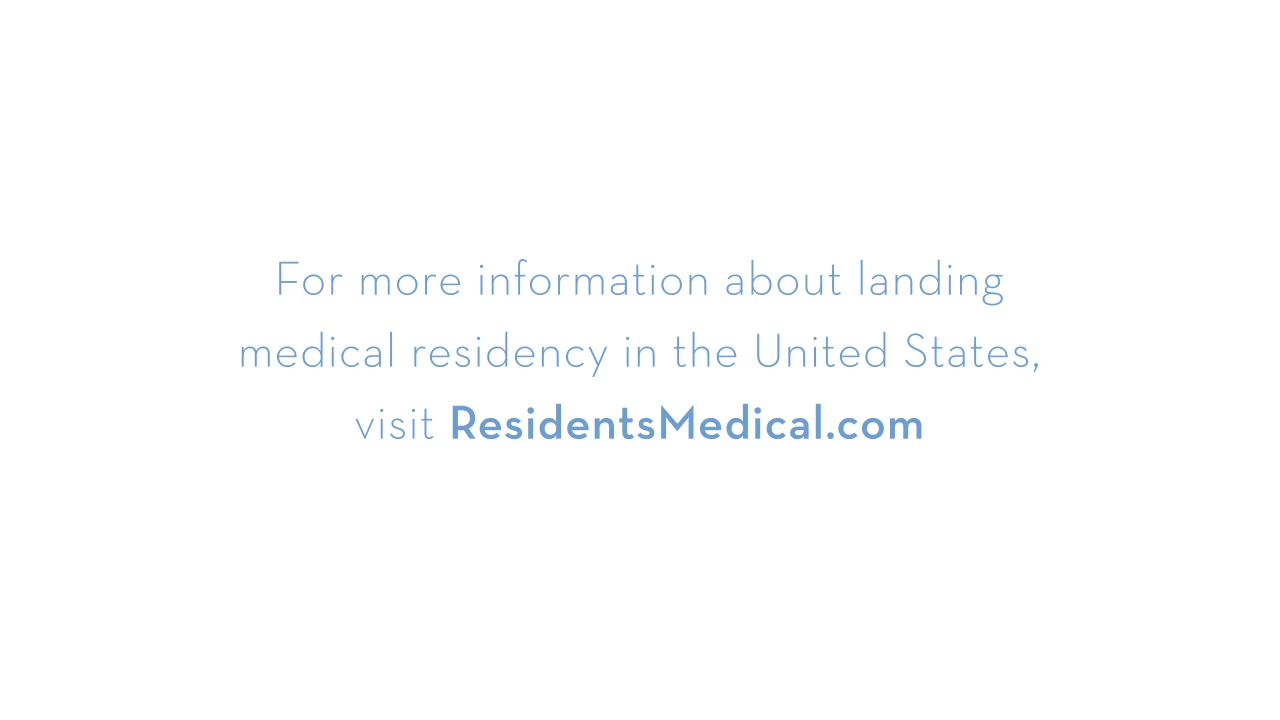 For more information about landing
medical residency in the United States,
visit ResidentsMedical.com